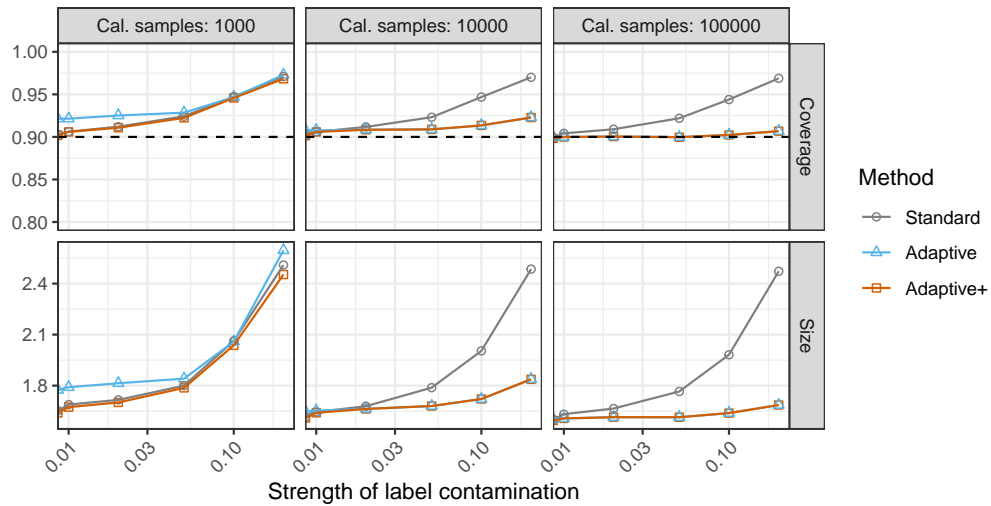 Cal. samples: 1000
Cal. samples: 10000
Cal. samples: 100000
1.00
0.95
0.90
0.85
0.80
Coverage
2.4
2.1
1.8
Size
0.01
0.03
0.10
0.01
0.03
0.10
0.01
0.03
0.10
Strength of label contamination
Method
Standard
Adaptive
Adaptive+